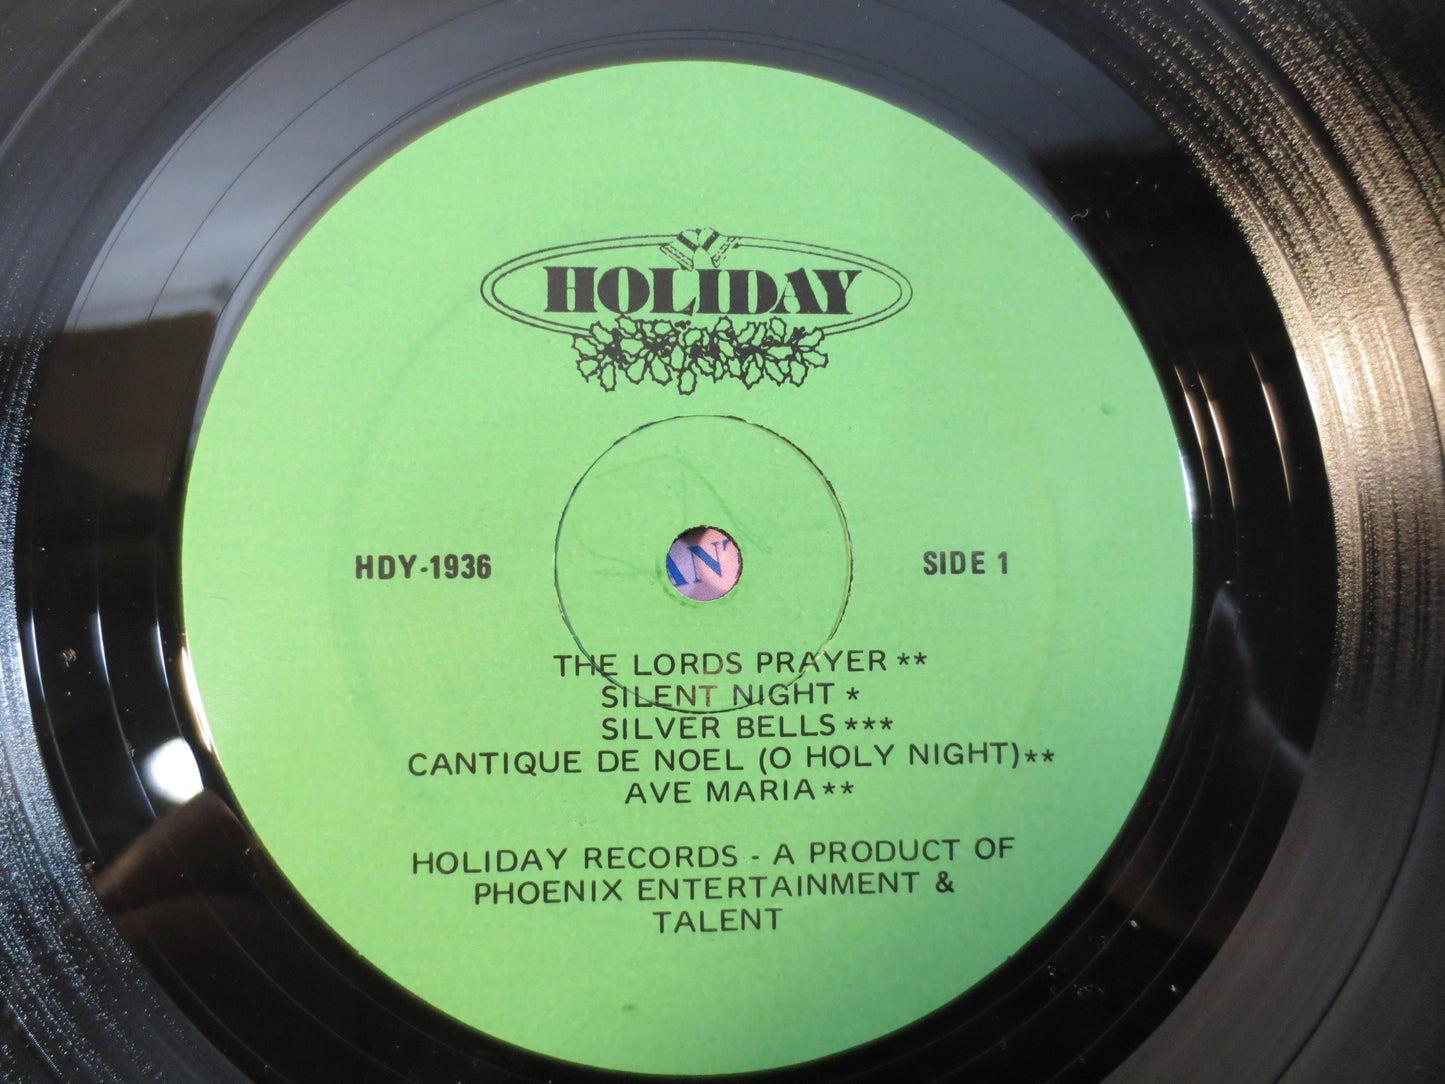 HOLIDAY
HDY-1936
SIDE 1
AN
THE LORDS PRAYER **
SILENT NIGHT *
SILVER BELLS ***
CANTIQUE DE NOEL (O HOLY NIGHT) **
AVE MARIA **
HOLIDAY RECORDS - A PRODUCT OF
PHOENIX ENTERTAINMENT &
TALENT